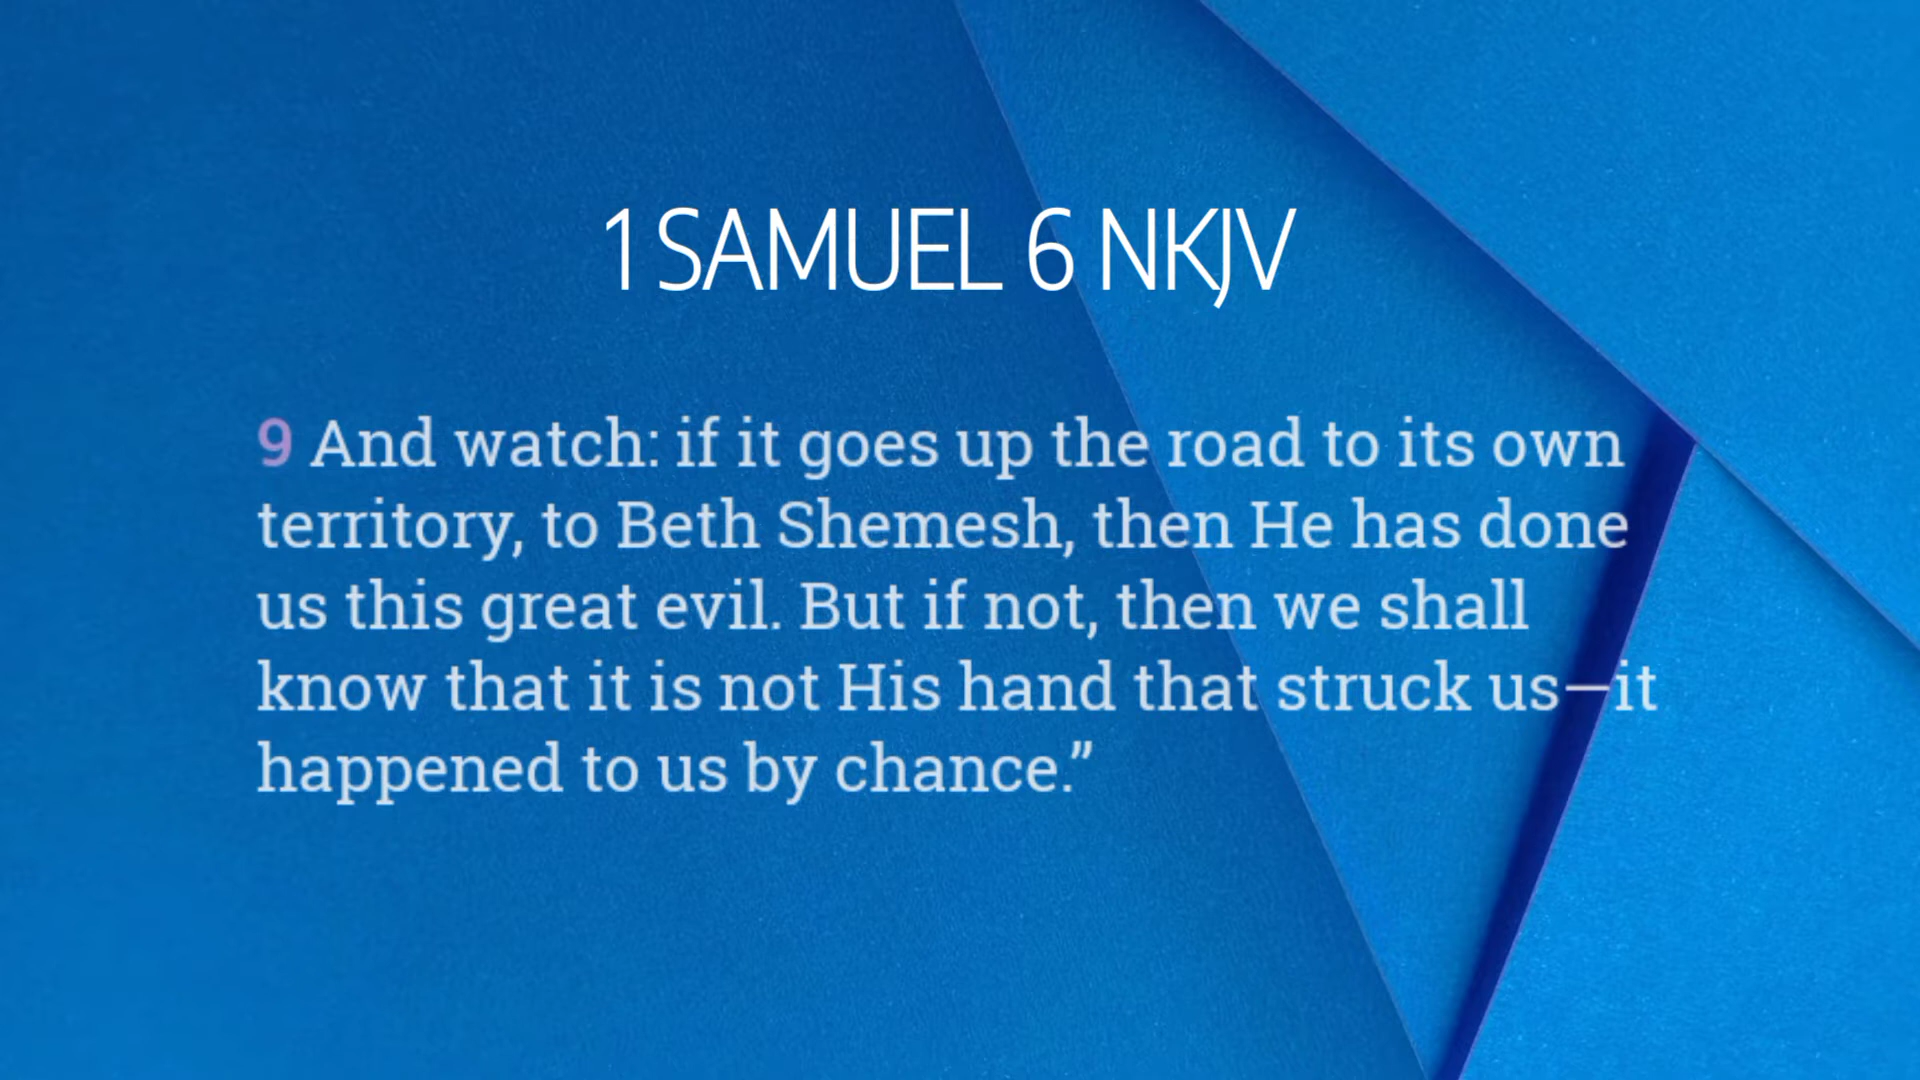 1 SAMUEL 6 NKJV
9 And watch: if it goes up the road to its own
territory, to Beth Shemesh, then He has done
us this great evil. But if not, then we shall
know that it is not His hand that struck us—it
happened to us by chance.”